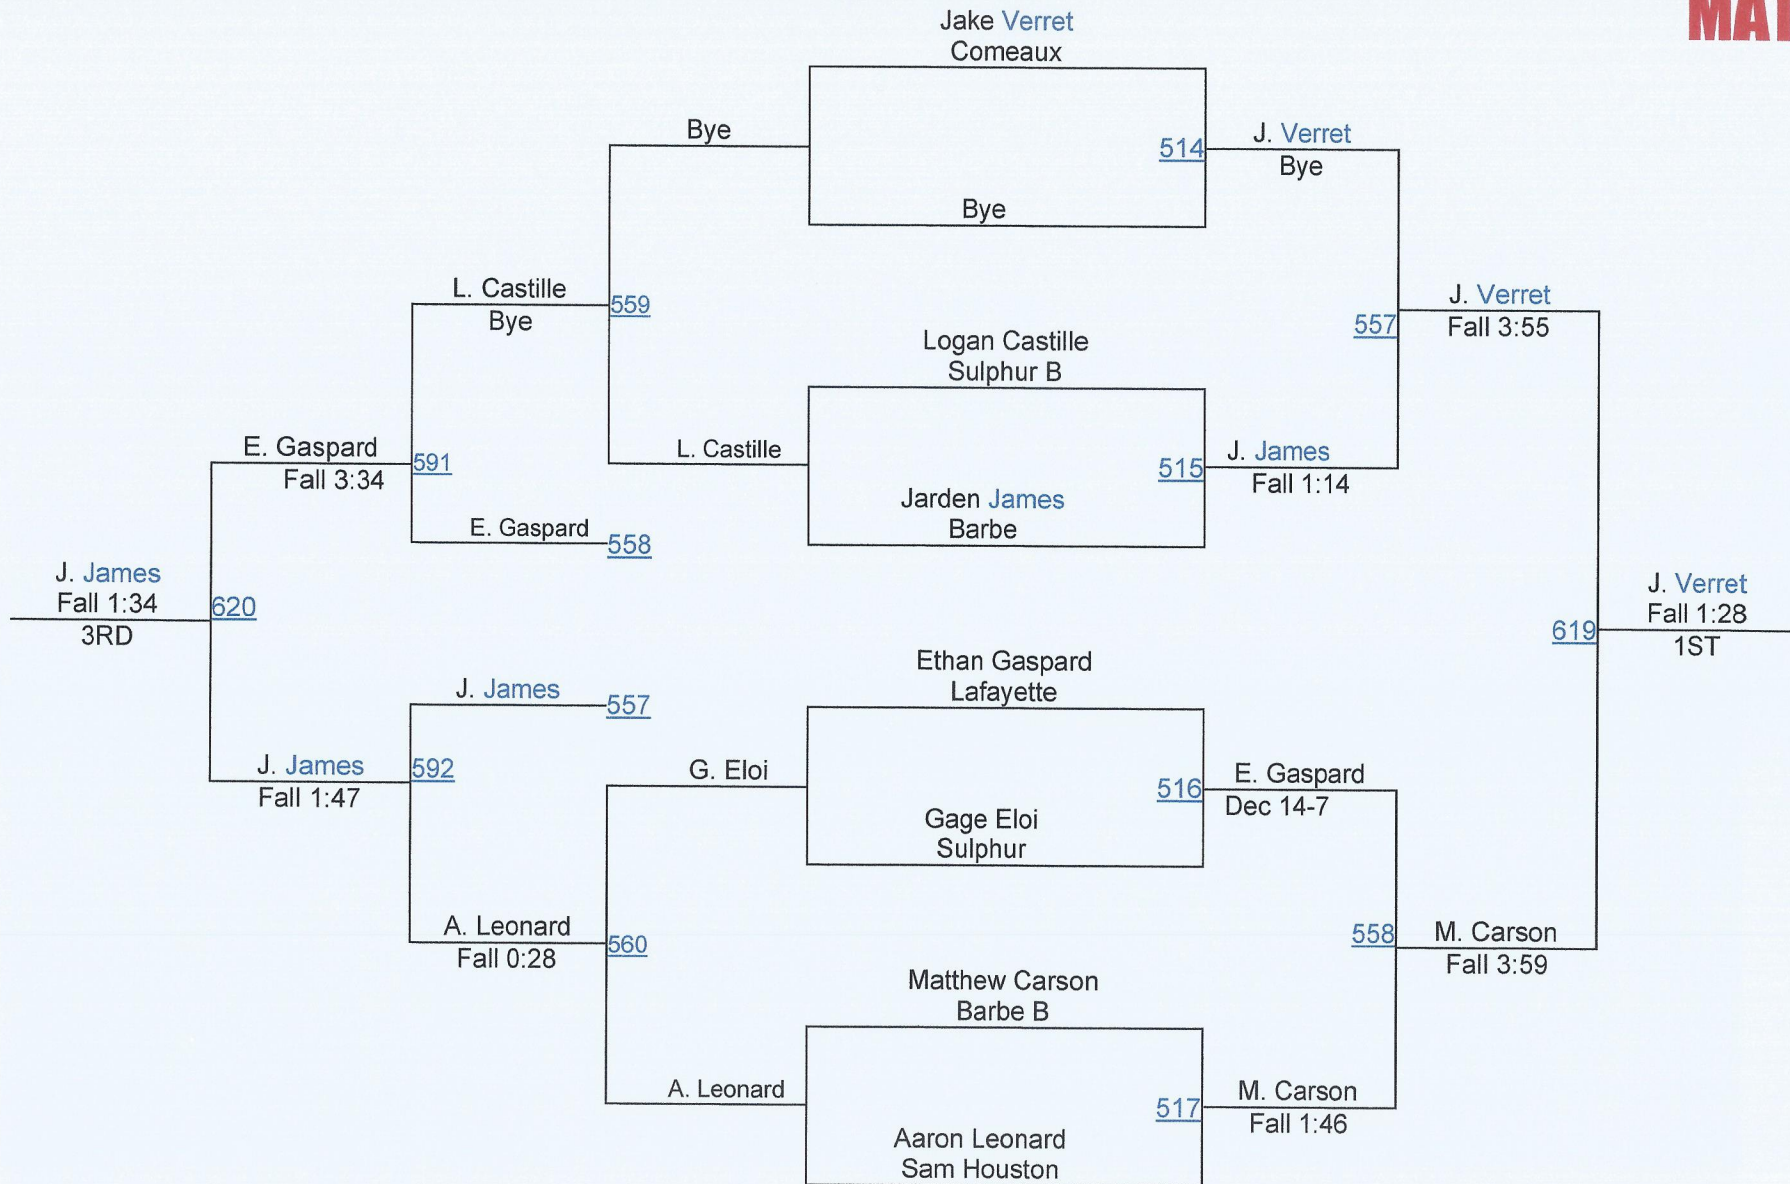 MAT
Jake Verret
Comeaux
Bye
514
J. Verret
Bye
Bye
L. Castille
Bye
559
J. Verret
Fall 3:55
557
Logan Castille
Sulphur B
E. Gaspard
Fall 3:34
591
L. Castille
515
J. James
Fall 1:14
Jarden James
Barbe
E. Gaspard
558
J. James
Fall 1:34
3RD
620
J. Verret
Fall 1:28
1ST
619
Ethan Gaspard
Lafayette
J. James
557
J. James
Fall 1:47
592
G. Eloi
516
E. Gaspard
Dec 14-7
Gage Eloi
Sulphur
A. Leonard
Fall 0:28
560
558
M. Carson
Fall 3:59
Matthew Carson
Barbe B
A. Leonard
517
M. Carson
Fall 1:46
Aaron Leonard
Sam Houston